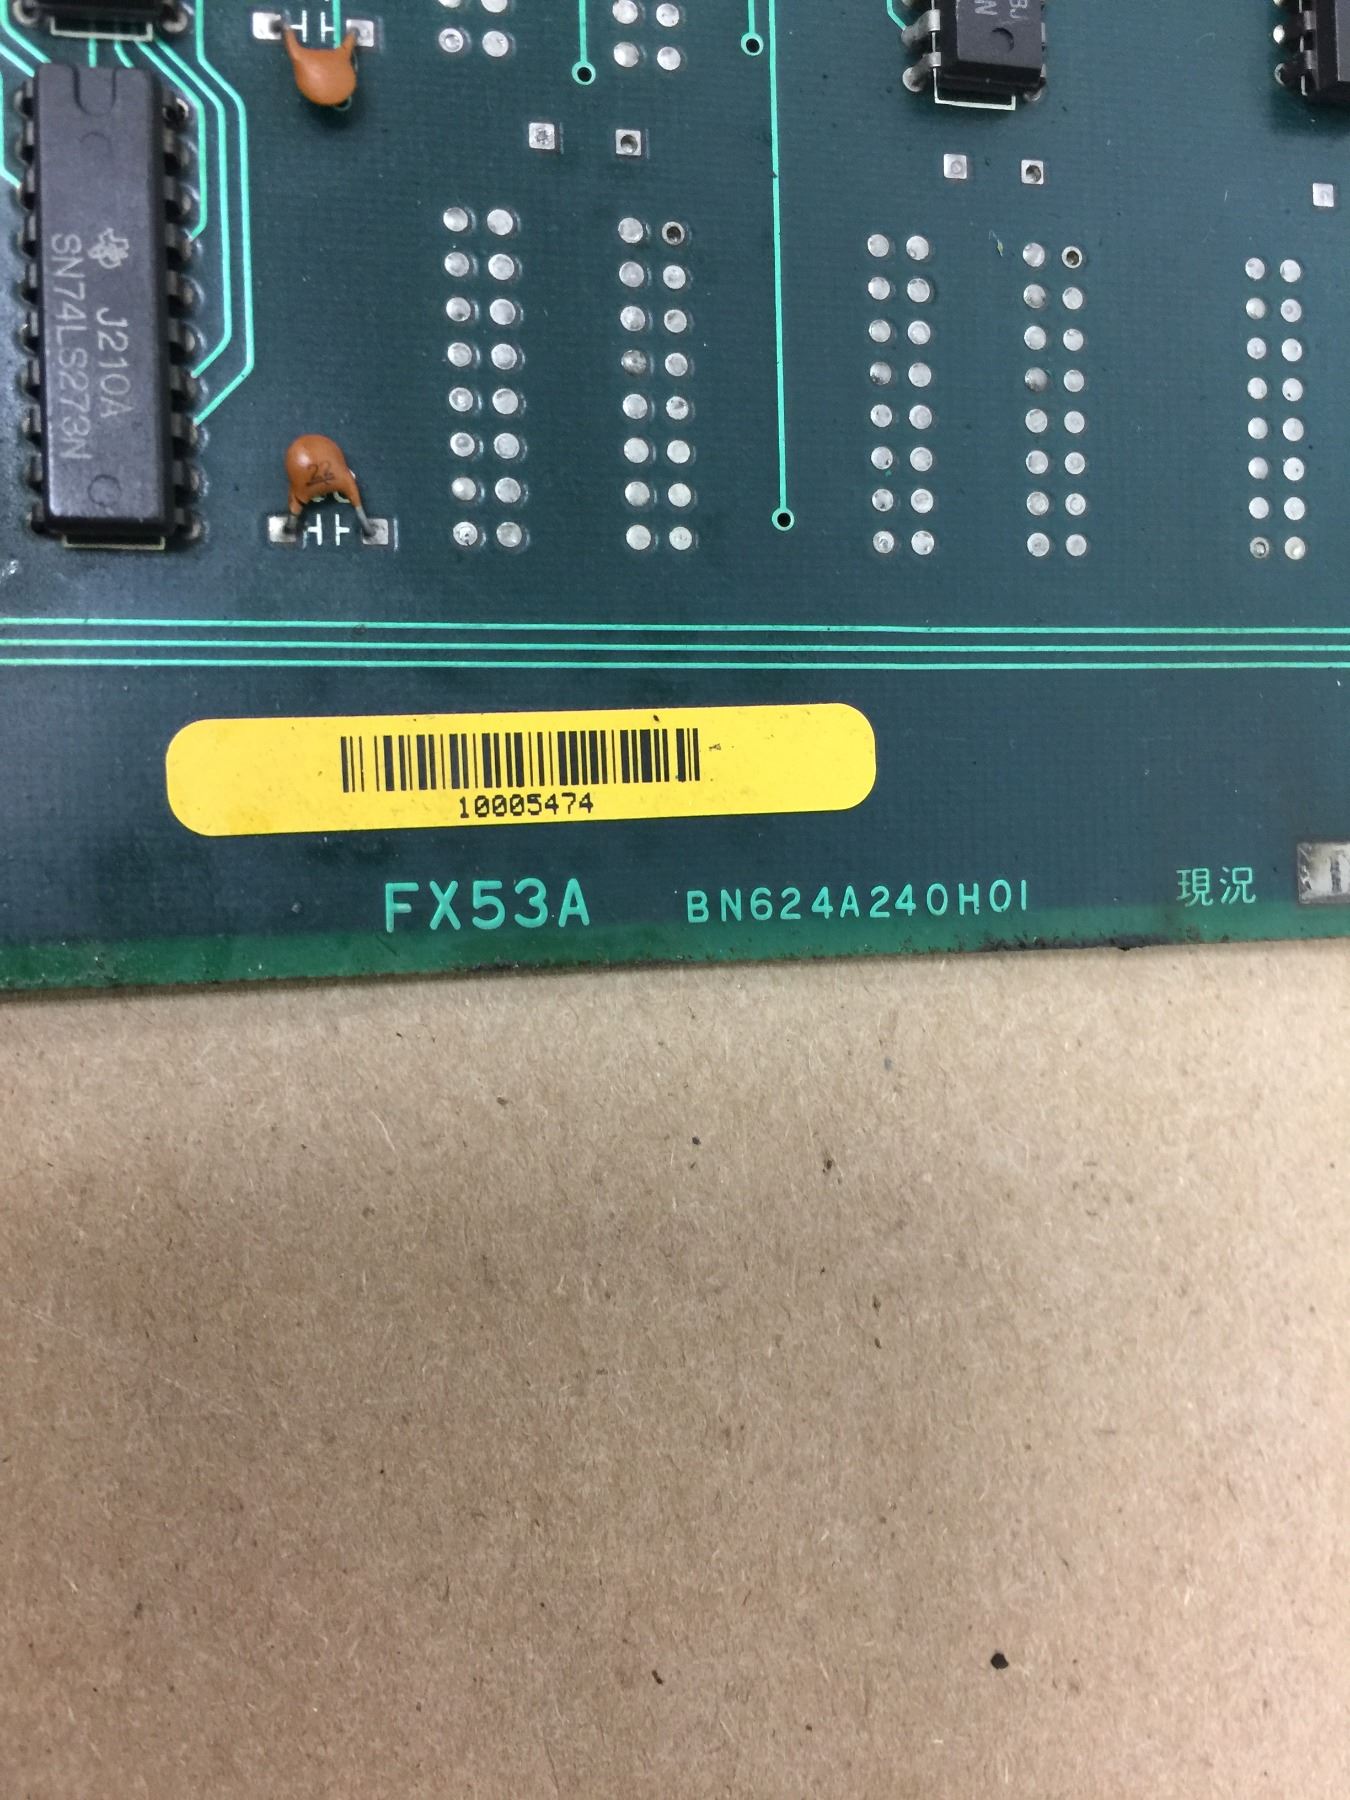 J210A
SN74LS273N
22
10005474
FX53A BN624A240H01
現況